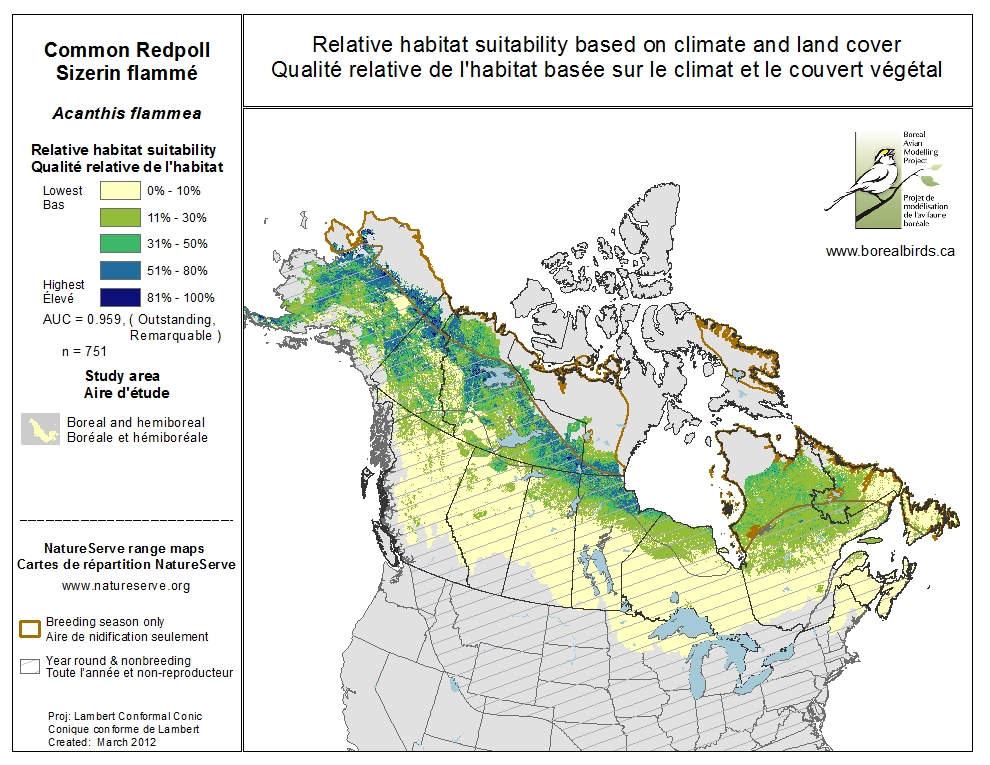 Common Redpoll
Sizerin flammé
Acanthis flammea
Relative habitat suitability
Qualité relative de l'habitat
Lowest
Bas
0% - 10%
11% - 30%
31% - 50%
51% - 80%
Highest
Élevé
81% - 100%
AUC = 0.959, ( Outstanding,
Remarquable )
n = 751
Study area
Aire d'étude
Boreal and hemiboreal
Boréale et hémiboréale
NatureServe range maps
Cartes de répartition NatureServe
www.natureserve.org
Breeding season only
Aire de nidification seulement
Year round & nonbreeding
Toute l'année et non-reproducteur
Proj: Lambert Conformal Conic
Conique conforme de Lambert
Created: March 2012
Relative habitat suitability based on climate and land cover
Qualité relative de l'habitat basée sur le climat et le couvert végétal
Boreal
Avian
Modelling
Project
Projet de
modélisation
de l'avifaune
boréale
www.borealbirds.ca